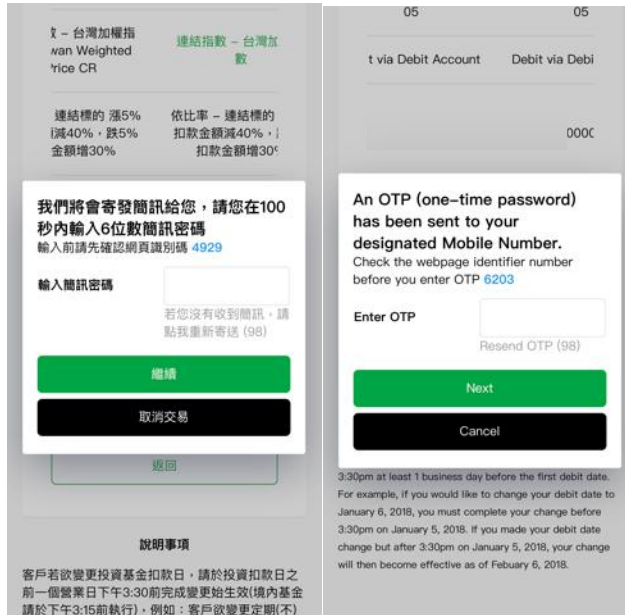 𝗑 – 台灣加權指
wan Weighted
Price CR
連結指數 – 台灣加
數
連結標的 漲5%
減40%，跌5%
金額增30%
依比率 – 連結標的
扣款金額減40%，
扣款金額增30
我們將會寄發簡訊給您，請您在100
秒內輸入6位數簡訊密碼
輸入前請先確認網頁識別碼 4929
輸入簡訊密碼
若您沒有收到簡訊，請
點我重新寄送 (98)
繼續
取消交易
返回
說明事項
客戶若欲變更投資基金扣款日，請於投資扣款日之
前一個營業日下午3:30前完成變更始生效(境內基金
請於下午3:15前執行)，例如：客戶欲變更定期(不)
05
05
t via Debit Account
Debit via Debi
000
An OTP (one-time password)
has been sent to your
designated Mobile Number.
Check the webpage identifier number
before you enter OTP 6203
Enter OTP
Resend OTP (98)
Next
Cancel
3:30pm at least 1 business day before the first debit date.
For example, if you would like to change your debit date to
January 6, 2018, you must complete your change before
3:30pm on January 5, 2018. If you made your debit date
change but after 3:30pm on January 5, 2018, your change
will then become effective as of Febuary 6, 2018.